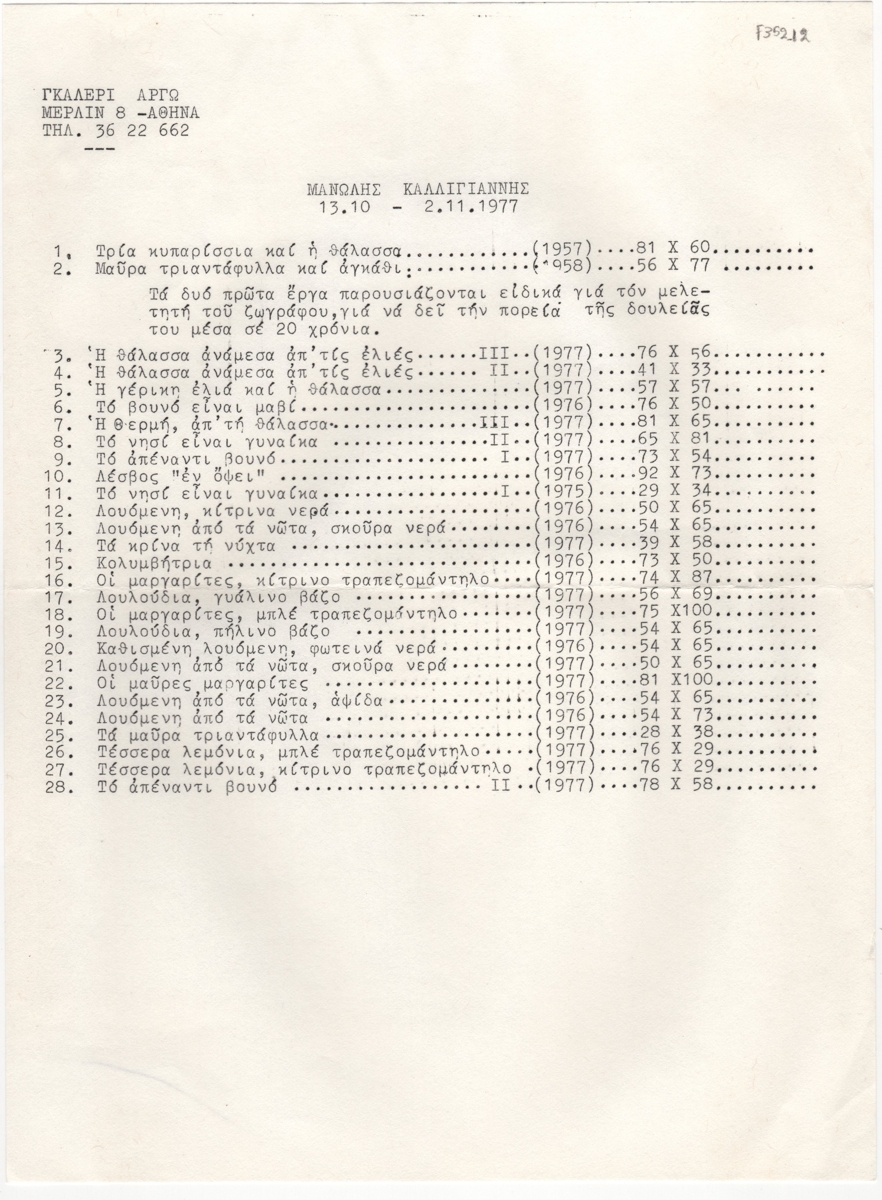 F352.12
ΓΚΑΛΕΡΙ ΑΡΓΩ
ΜΕΡΛΙΝ 8 -ΑΘΗΝΑ
ΤΗΛ. 36 22 662
---
ΜΑΝΩΛΗΣ ΚΑΛΛΙΓΙΑΝΝΗΣ
13.10 - 2.11.1977
1. Τρία κυπαρίσσια καί ἡ θάλασσα..............(1957)....81 Χ 60..........
2. Μαῦρα τριαντάφυλλα καί ἀγκάθι.............(1958)....56 Χ 77 .........
Τά δυό πρῶτα ἔργα παρουσιάζονται εἰδικά γιά τόν μελε-
τητή τοῦ ζωγράφου,γιά νά δεῖ τήν πορεία τῆς δουλειᾶς
του μέσα σέ 20 χρόνια.
3. Ἡ θάλασσα ἀνάμεσα ἀπ'τίς ἐλιές......III..(1977)....76 Χ 56...........
4. Ἡ θάλασσα ἀνάμεσα ἀπ'τίς ἐλιές...... II..(1977)....41 Χ 33...........
5. Ἡ γέρικη ἐλιά καί ἡ θάλασσα...............(1977)....57 Χ 57... ......
6. Τό βουνό εἶναι μαβί.......................(1976)....76 Χ 50..........
7. Ἡ Θερμή, ἀπ'τή θάλασσα...............III..(1977)....81 Χ 65..........
8. Τό νησί εἶναι γυναίκα ................II..(1977)....65 Χ 81..........
9. Τό ἀπέναντι βουνό.................... I..(1977)....73 Χ 54..........
10. Λέσβος "ἐν ὄψει" ........................(1976)....92 Χ 73..........
11. Τό νησί εἶναι γυναίκα.................I..(1975)....29 Χ 34..........
12. Λουόμενη, κίτρινα νερά...................(1976)....50 Χ 65..........
13. Λουόμενη ἀπό τά νῶτα, σκοῦρα νερά........(1976)....54 Χ 65..........
14. Τά κρίνα τή νύχτα .......................(1977)....39 Χ 58..........
15. Κολυμβήτρια .............................(1976)....73 Χ 50..........
16. Οἱ μαργαρίτες, κίτρινο τραπεζομάντηλο....(1977)....74 Χ 87..........
17. Λουλούδια, γυάλινο βάζο .................(1977)....56 Χ 69..........
18. Οἱ μαργαρίτες, μπλέ τραπεζομάντηλο.......(1977)....75 Χ100..........
19. Λουλούδια, πήλινο βάζο ................(1977)....54 Χ 65..........
20. Καθισμένη λουόμενη, φωτεινά νερά.........(1976)....54 Χ 65..........
21. Λουόμενη ἀπό τά νῶτα, σκοῦρα νερά........(1977)....50 Χ 65..........
22. Οἱ μαῦρες μαργαρίτες ....................(1977)....81 Χ100..........
23. Λουόμενη ἀπό τά νῶτα, ἀψίδα..............(1976)....54 Χ 65..........
24. Λουόμενη ἀπό τά νῶτα ....................(1976)....54 Χ 73..........
25. Τά μαῦρα τριαντάφυλλα....................(1977)....28 Χ 38..........
26. Τέσσερα λεμόνια, μπλέ τραπεζομάντηλο.....(1977)....76 Χ 29..........
27. Τέσσερα λεμόνια, κίτρινο τραπεζομάντηλο .(1977)....76 Χ 29..........
28. Τό ἀπέναντι βουνό .................. II ..(1977)....78 Χ 58..........